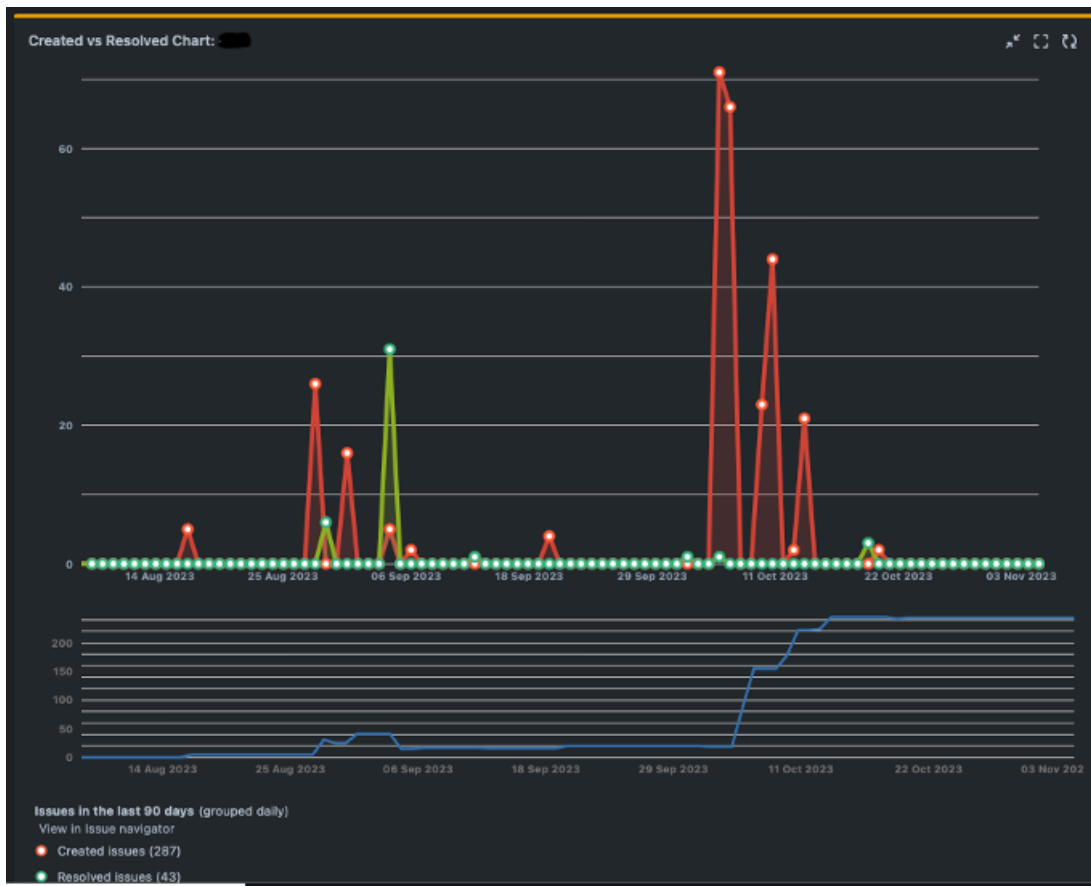 Created vs Resolved Chart:
60
40
20
0
14 Aug 2023 25 Aug 2023 06 Sep 2023 18 Sep 2023 29 Sep 2023 11 Oct 2023 22 Oct 2023 03 Nov 2023
200
150
100
50
0
14 Aug 2023 25 Aug 2023 06 Sep 2023 18 Sep 2023 29 Sep 2023 11 Oct 2023 22 Oct 2023 03 Nov 202
Issues in the last 90 days (grouped daily)
View in Issue navigator
Created issues (287)
Resolved issues (43)